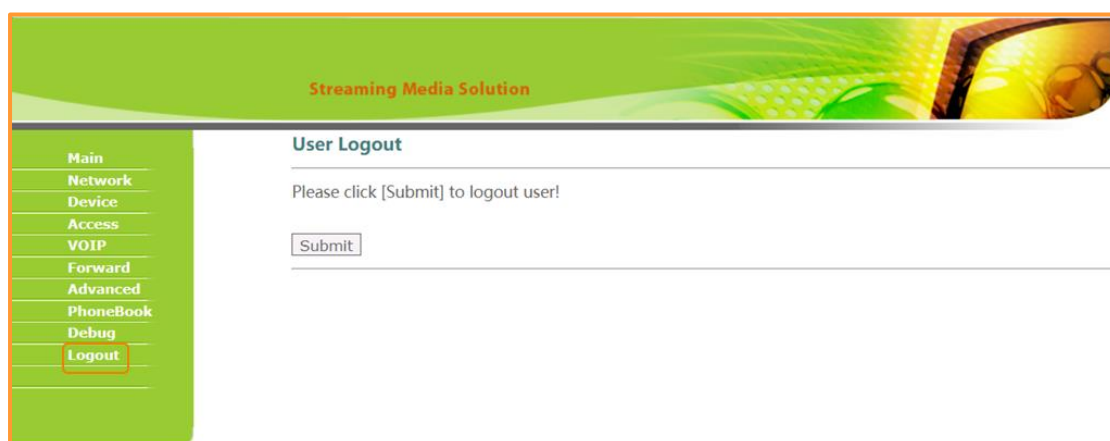 Streaming Media Solution
Main
Network
Device
Access
VOIP
Forward
Advanced
PhoneBook
Debug
Logout
User Logout
Please click [Submit] to logout user!
Submit